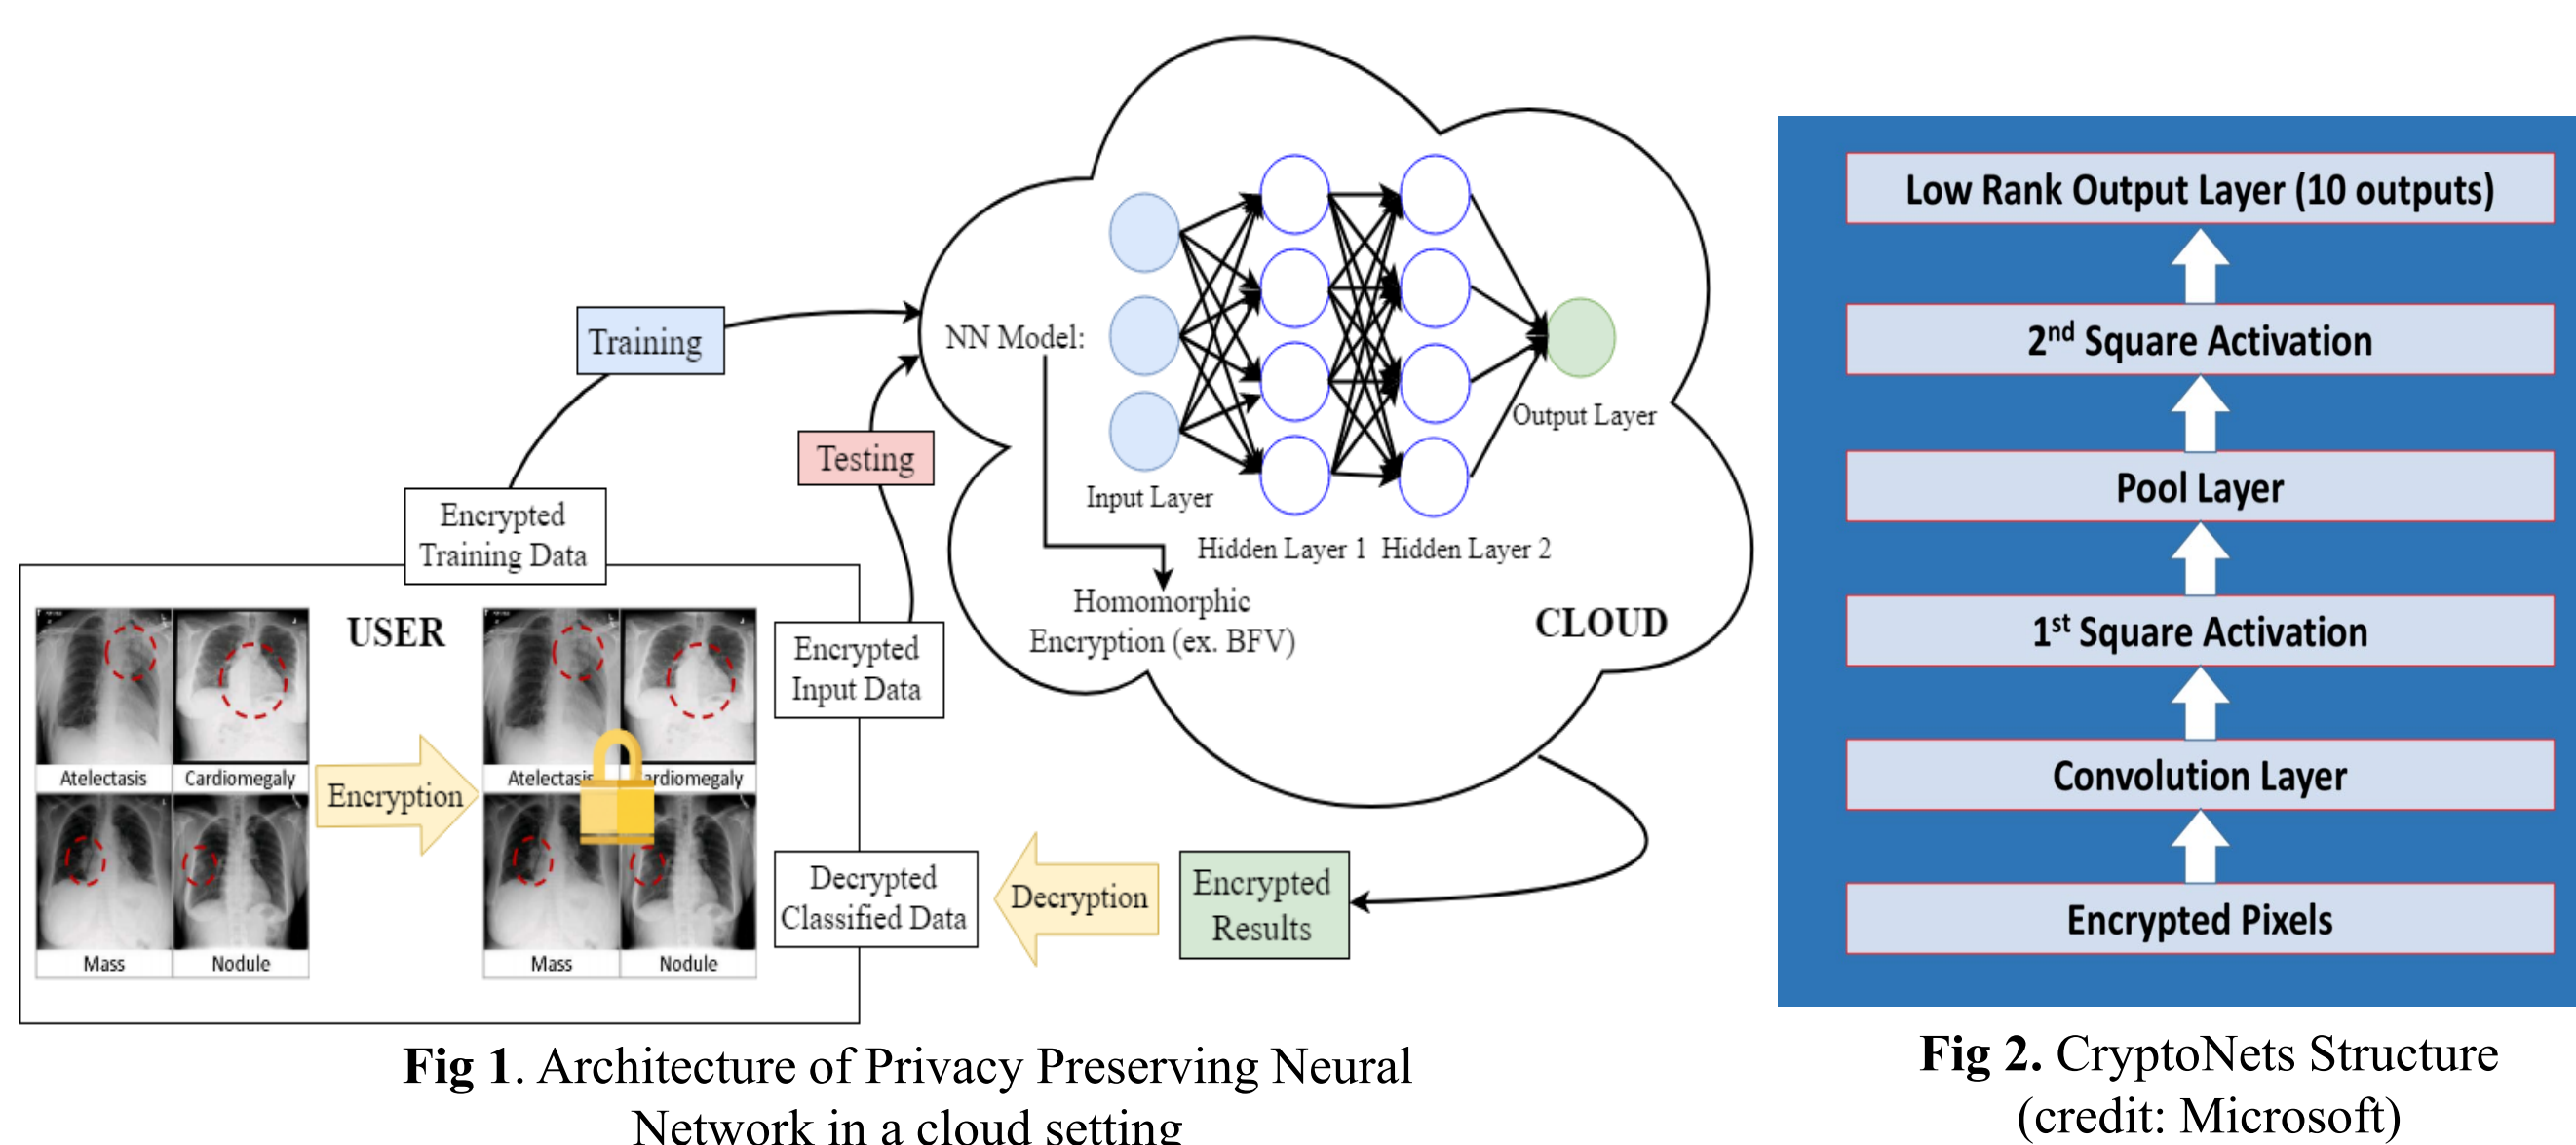 Training
Testing
Encrypted
Training Data
USER
Atelectasis
Cardiomegaly
Mass
Nodule
Encryption
Atelectasis
ardiomegaly
Mass
Nodule
Encrypted
Input Data
NN Model:
Input Layer
Hidden Layer 1
Hidden Layer 2
Output Layer
Homomorphic
Encryption (ex. BFV)
CLOUD
Encrypted
Results
Decryption
Decrypted
Classified Data
Fig 1. Architecture of Privacy Preserving Neural
Network in a cloud setting
Low Rank Output Layer (10 outputs)
2nd Square Activation
Pool Layer
1st Square Activation
Convolution Layer
Encrypted Pixels
Fig 2. CryptoNets Structure
(credit: Microsoft)